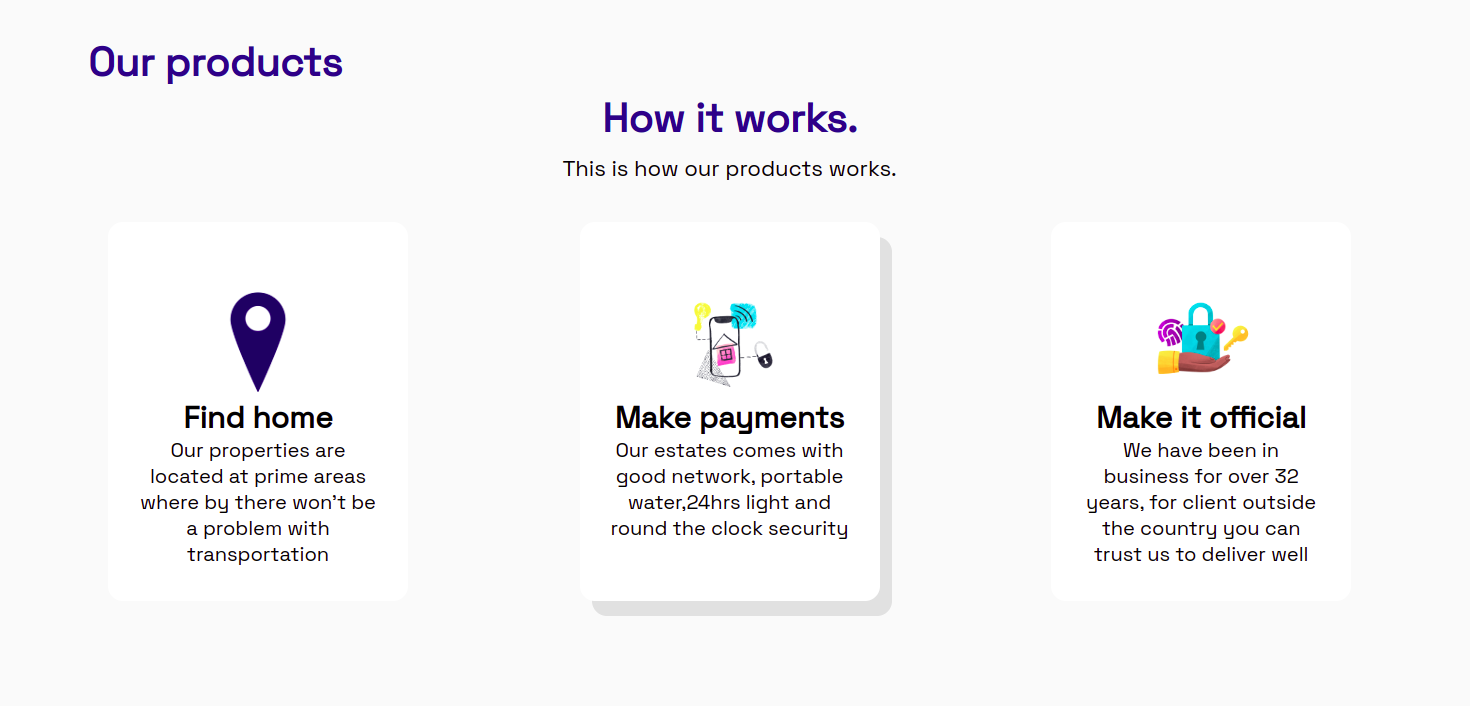 Our products
How it works.
This is how our products works.
Find home
Our properties are
located at prime areas
where by there won't be
a problem with
transportation
Make payments
Our estates comes with
good network, portable
water,24hrs light and
round the clock security
Make it official
We have been in
business for over 32
years, for client outside
the country you can
trust us to deliver well